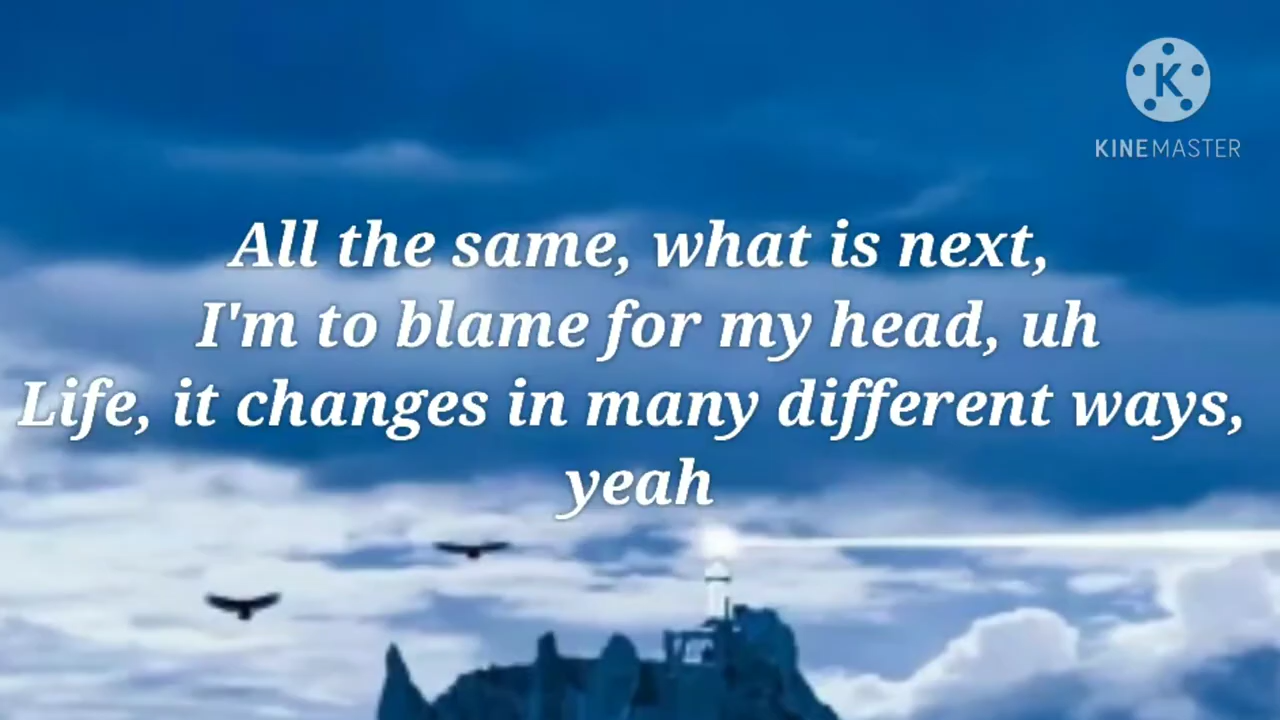 K
KINEMASTER
All the same, what is next,
I'm to blame for my head, uh
Life, it changes in many different ways,
yeah